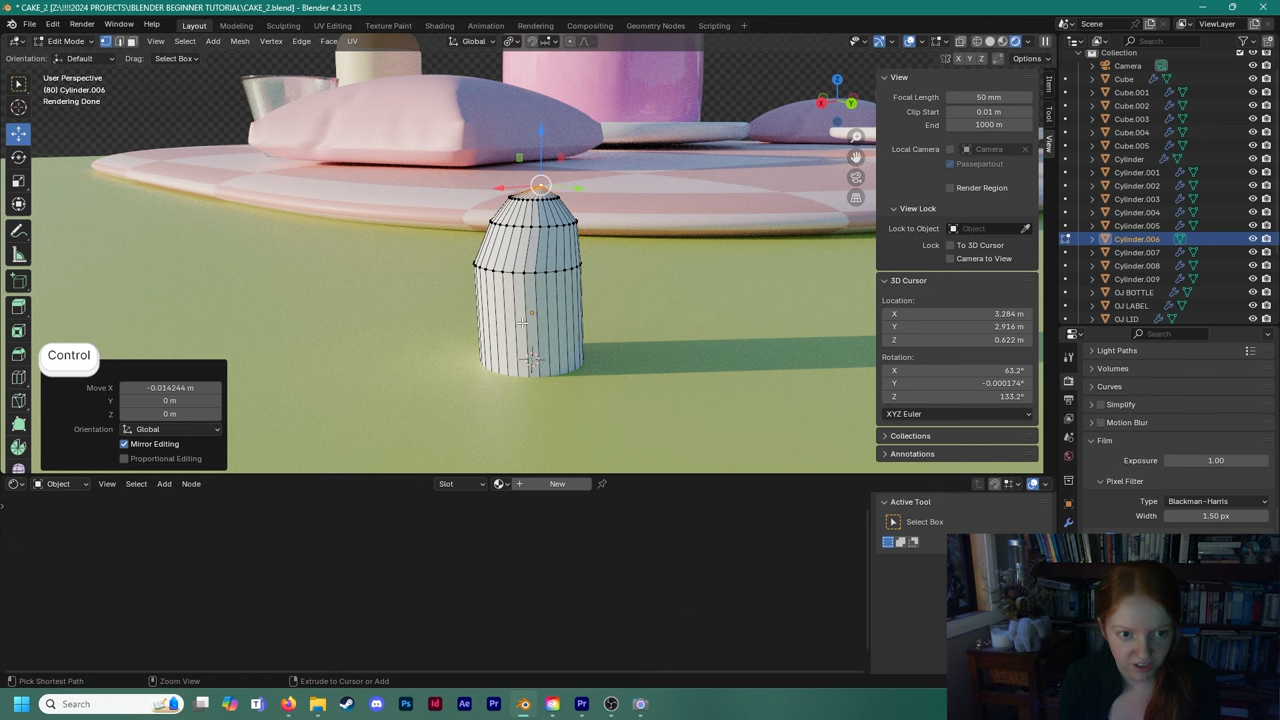 * CAKE_2 [Z:\!!!!2024 PROJECTS\BLENDER BEGINNER TUTORIAL\CAKE_2.blend] - Blender 4.2.3 LTS
File Edit Render Window Help Layout Modeling Sculpting UV Editing Texture Paint Shading Animation Rendering Compositing Geometry Nodes Scripting + Scene ViewLayer
Edit Mode View Select Add Mesh Vertex Edge Face UV Global Search
Orientation: Default Drag: Select Box X Y Z Options
User Perspective
(80) Cylinder.006
Rendering Done
Z
X Y
Control
Move X -0.014244 m
Y 0 m
Z 0 m
Orientation Global
Mirror Editing
Proportional Editing
View
Focal Length 50 mm
Clip Start 0.01 m
End 1000 m
Local Camera Camera
Passepartout
Render Region
View Lock
Lock to Object Object
Lock To 3D Cursor
Camera to View
3D Cursor
Location:
X 3.284 m
Y 2.916 m
Z 0.622 m
Rotation:
X 63.2°
Y -0.000174°
Z 133.2°
XYZ Euler
Collections
Annotations
Item
Tool
View
Collection
Camera
Cube
Cube.001
Cube.002
Cube.003
Cube.004
Cube.005
Cylinder
Cylinder.001
Cylinder.002
Cylinder.003
Cylinder.004
Cylinder.005
Cylinder.006
Cylinder.007
Cylinder.008
Cylinder.009
OJ BOTTLE
OJ LABEL
OJ LID
Search
Light Paths
Volumes
Curves
Simplify
Motion Blur
Film
Exposure 1.00
Pixel Filter
Type Blackman-Harris
Width 1.50 px
Object View Select Add Node Slot New
Active Tool
Select Box
Pick Shortest Path Zoom View Extrude to Cursor or Add
Search